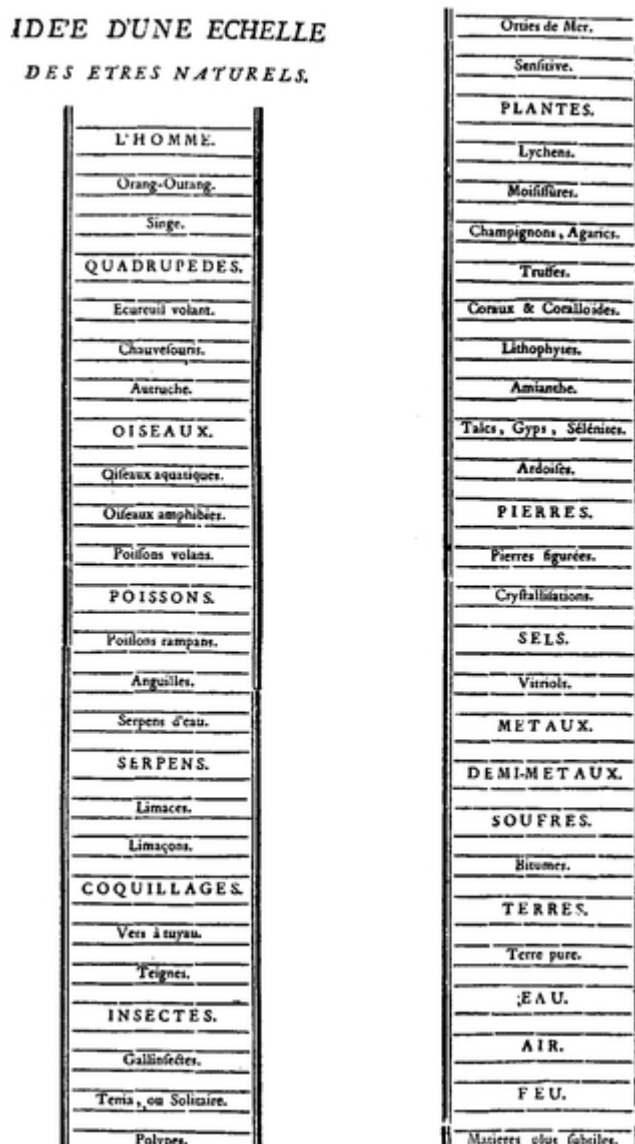 IDE'E D'UNE ECHELLE
DES ETRES NATURELS.
L'HOMME.
Orang-Outang.
Singe.
QUADRUPEDES.
Ecureuil volant.
Chauveſouris.
Autruche.
OISEAUX.
Oiſeaux aquatiques.
Oiſeaux amphibies.
Poiſſons volans.
POISSONS.
Poiſſons rampans.
Anguilles.
Serpens d'eau.
SERPENS.
Limaces.
Limaçons.
COQUILLAGES.
Vers à tuyau.
Teignes.
INSECTES.
Gallinſectes.
Tenia, ou Solitaire.
Polypes.
Orties de Mer.
Senſitive.
PLANTES.
Lychens.
Moiſiſſûres.
Champignons, Agarics.
Truffes.
Coraux & Coralloides.
Lithophytes.
Amianthe.
Talcs, Gyps, Sélénites.
Ardoiſes.
PIERRES.
Pierres figurées.
Cryſtalliſations.
SELS.
Vitriols.
METAUX.
DEMI-METAUX.
SOUFRES.
Bitumes.
TERRES.
Terre pure.
EAU.
AIR.
FEU.
Matieres plus ſubtiles.